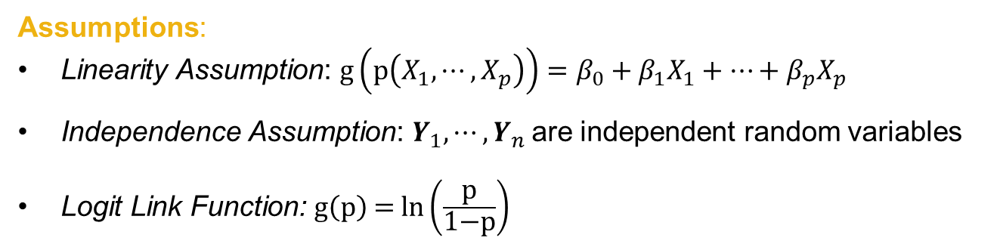 Assumptions:
• Linearity Assumption: g(p(X₁,⋯,Xₚ)) = β₀ + β₁X₁ + ⋯ + βₚXₚ
• Independence Assumption: Y₁,⋯,Yₙ are independent random variables
• Logit Link Function: g(p) = ln(p/(1−p))